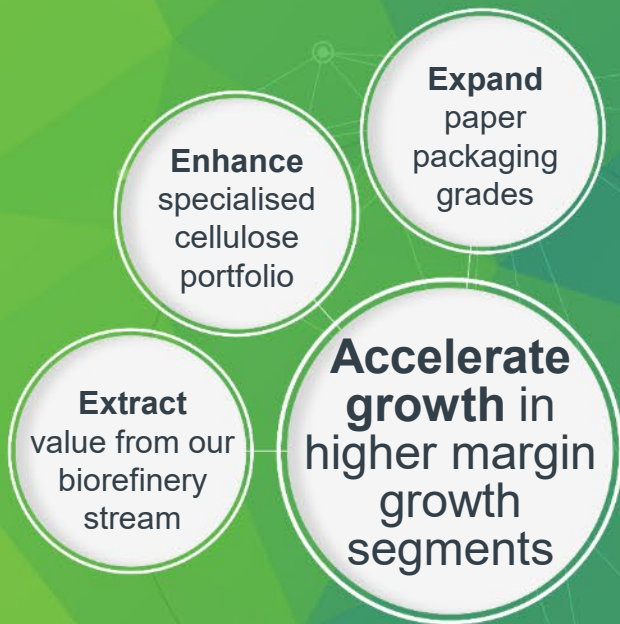 Expand
paper
packaging
grades
Enhance
specialised
cellulose
portfolio
Extract
value from our
biorefinery
stream
Accelerate
growth in
higher margin
growth
segments